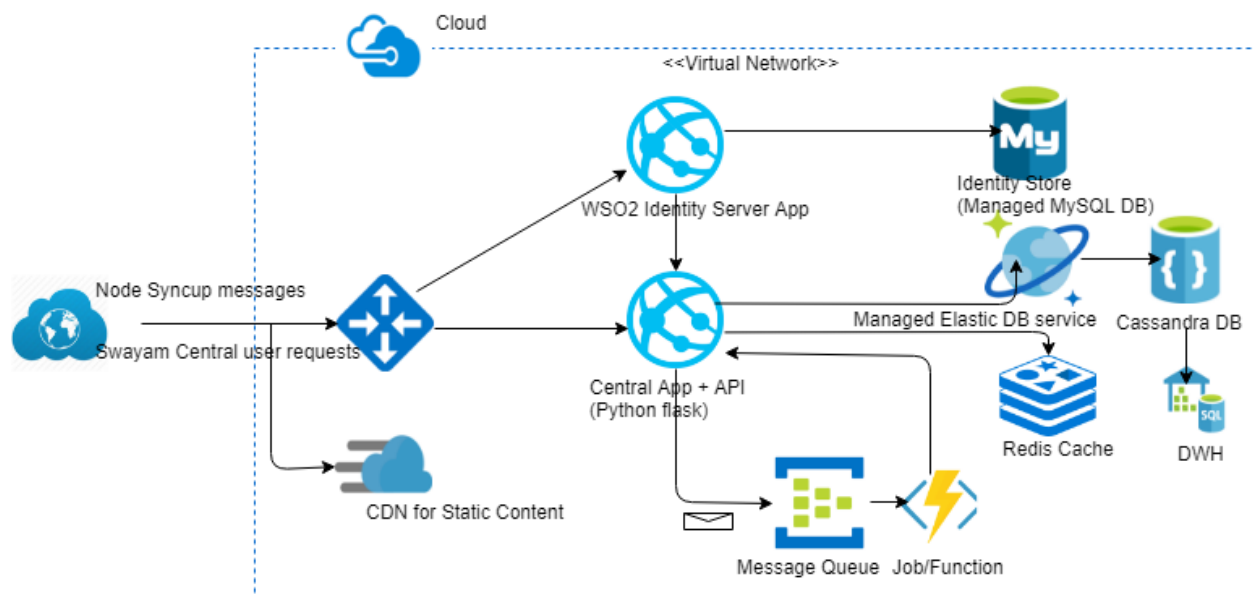 Cloud
<<Virtual Network>>
My
Identity Store
(Managed MySQL DB)
WSO2 Identity Server App
Node Syncup messages
Swayam Central user requests
Managed Elastic DB service
{ }
Cassandra DB
Central App + API
(Python flask)
SQL
Redis Cache
DWH
CDN for Static Content
Message Queue
Job/Function